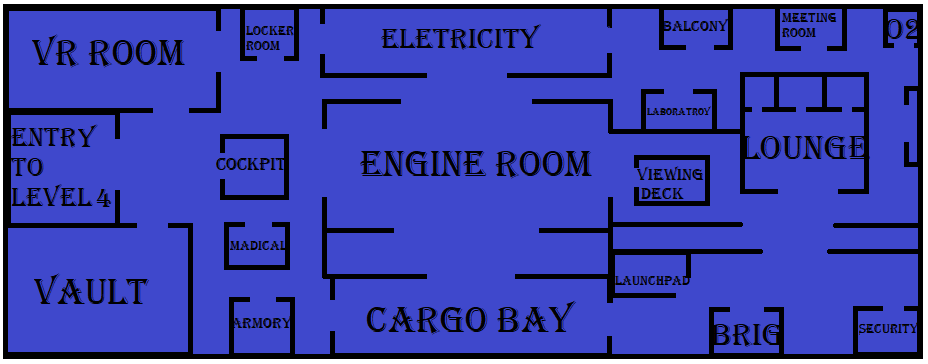 VR ROOM
LOCKER
ROOM
ELETRICITY
BALCONY
MEETING
ROOM
O2
LABORATROY
ENTRY
TO
LEVEL 4
COCKPIT
ENGINE ROOM
VIEWING
DECK
LOUNGE
MADICAL
VAULT
ARMORY
CARGO BAY
LAUNCHPAD
BRIG
SECURITY